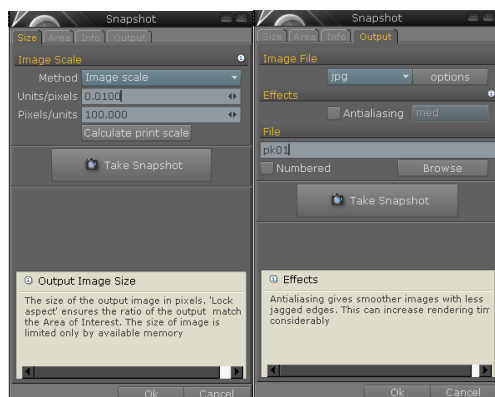 Snapshot
Size Area Info Output
Image Scale
Method Image scale
Units/pixels 0.0100
Pixels/units 100.000
Calculate print scale
Take Snapshot
Output Image Size
The size of the output image in pixels. 'Lock
aspect' ensures the ratio of the output match
the Area of Interest. The size of image is
limited only by available memory
Ok Cancel
Snapshot
Size Area Info Output
Image File
jpg options
Effects
Antialiasing med
File
pk01
Numbered Browse
Take Snapshot
Effects
Antialiasing gives smoother images with less
jagged edges. This can increase rendering tim
considerably
Ok Cancel